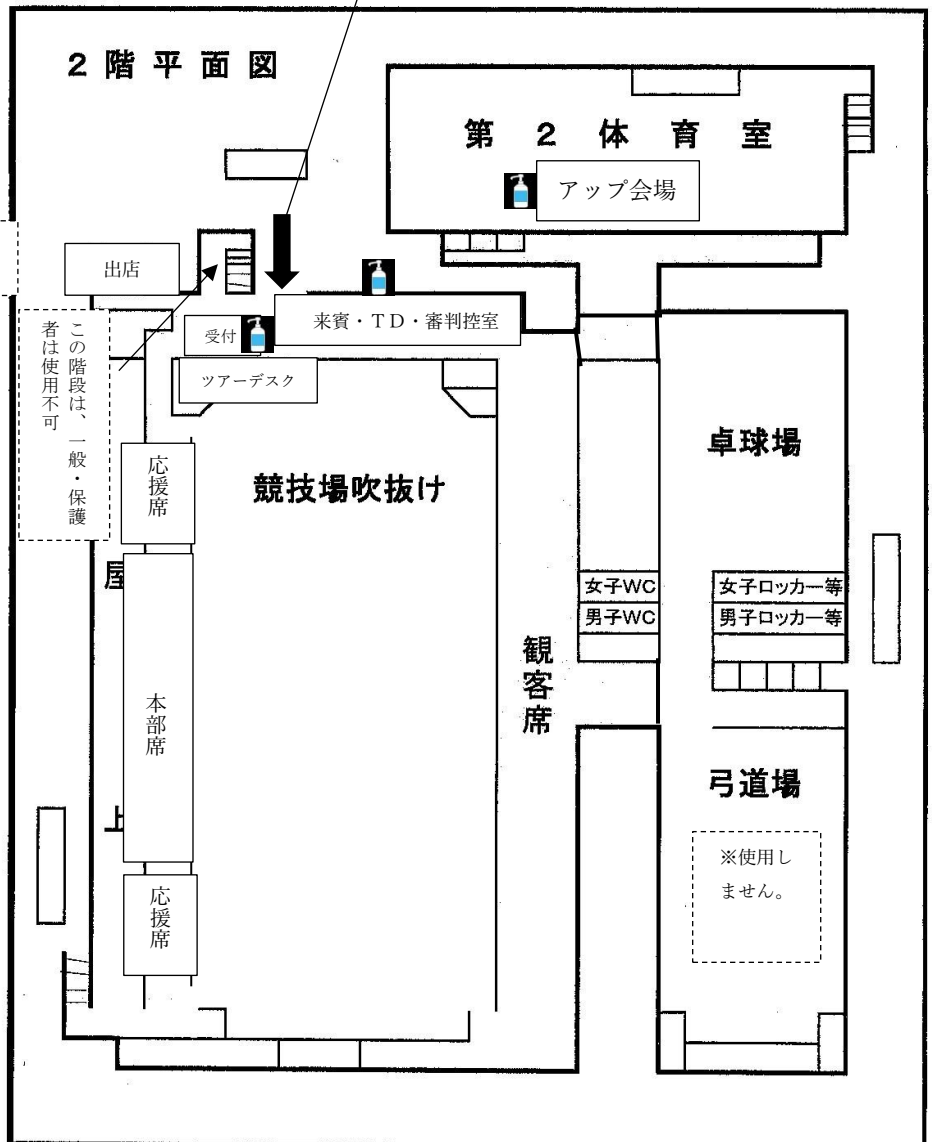 2階平面図
第2体育室
アップ会場
出店
来賓・TD・審判控室
受付
ツアーデスク
この階段は、一般・保護
者は使用不可
応援席
競技場吹抜け
卓球場
屋
女子WC
女子ロッカー等
男子WC
男子ロッカー等
観客席
本部席
上
弓道場
※使用し
ません。
応援席